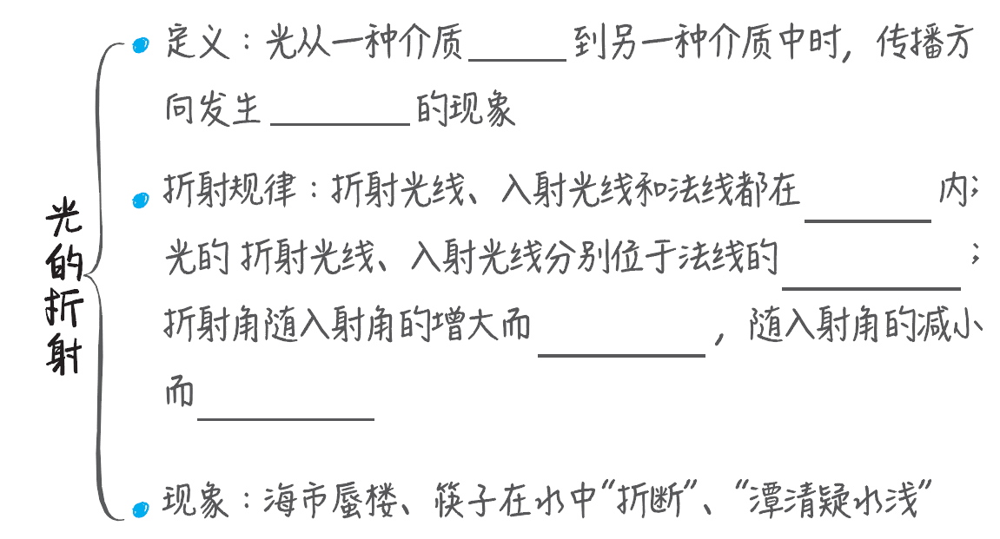 光的折射
定义：光从一种介质______到另一种介质中时，传播方
向发生________的现象
折射规律：折射光线、入射光线和法线都在________内；
光的折射光线、入射光线分别位于法线的__________；
折射角随入射角的增大而__________，随入射角的减小
而__________
现象：海市蜃楼、筷子在水中“折断”、“潭清疑水浅”